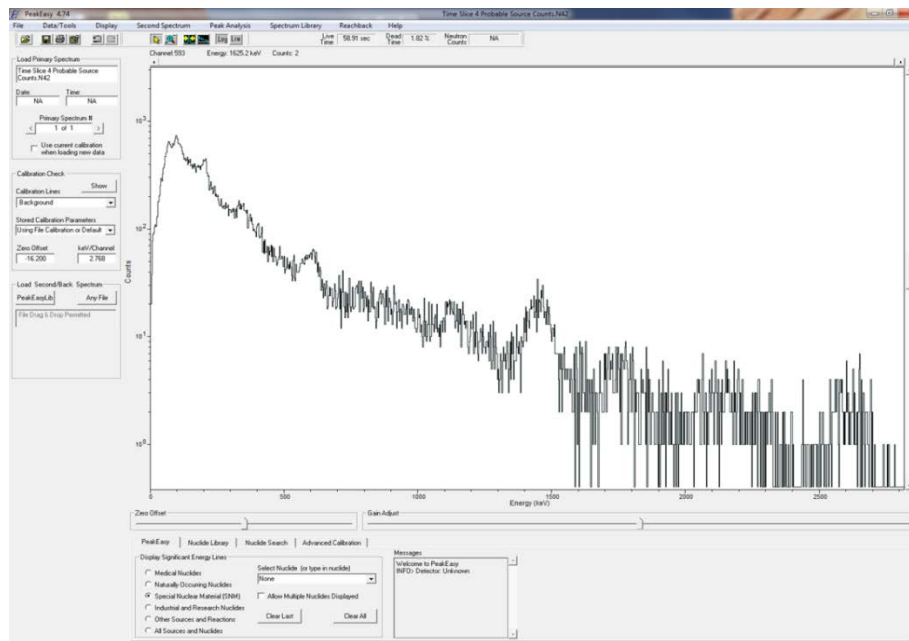 PeakEasy 4.74
Time Slice 4 Probable Source Counts.N42
File Data/Tools Display Second Spectrum Peak Analysis Spectrum Library Reachback Help
Log Lin
Live Time 58.91 sec Dead Time 1.82 % Neutron Counts NA
Channel:593 Energy: 1625.2 keV Counts: 2
Load Primary Spectrum
Time Slice 4 Probable Source
Counts.N42
Date: Time:
NA NA
Primary Spectrum #
< 1 of 1 >
Use current calibration
when loading new data
Calibration Check
Show
Calibration Lines
Background
Stored Calibration Parameters
Using File Calibration or Default
Zero Offset keV/Channel
-16.200 2.768
Load Second/Back Spectrum
PeakEasyLib Any File
File Drag & Drop Permitted
Counts
10³
10²
10¹
10⁰
0 500 1000 1500 2000 2500
Energy (keV)
Zero Offset Gain Adjust
PeakEasy Nuclide Library Nuclide Search Advanced Calibration
Display Significant Energy Lines
Medical Nuclides
Naturally Occuring Nuclides
Special Nuclear Material (SNM)
Industrial and Research Nuclides
Other Sources and Reactions
All Sources and Nuclides
Select Nuclide (or type in nuclide)
None
Allow Multiple Nuclides Displayed
Clear Last Clear All
Messages
Welcome to PeakEasy
INFO> Detector: Unknown